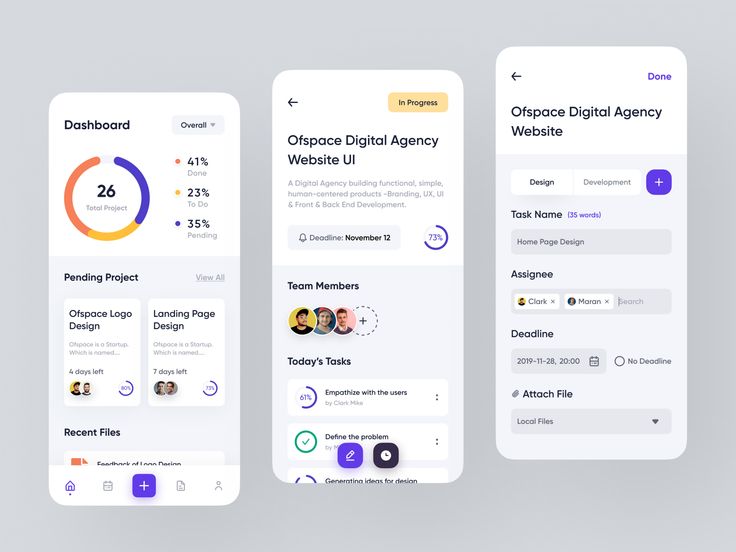 Dashboard
Overall
26
Total Project
41%
Done
23%
To Do
35%
Pending
Pending Project
View All
Ofspace Logo
Design
Ofspace is a Startup.
Which is named....
4 days left
80%
Landing Page
Design
Ofspace is a Startup.
Which is named....
7 days left
73%
Recent Files
Feedback of Logo Design
In Progress
Ofspace Digital Agency
Website UI
A Digital Agency building functional, simple,
human-centered products -Branding, UX, UI
& Front & Back End Development.
Deadline: November 12
73%
Team Members
Today's Tasks
61%
Empathize with the users
by Clark Mike
Define the problem
by
Generating ideas for design
Done
Ofspace Digital Agency
Website
Design
Development
Task Name (35 words)
Home Page Design
Assignee
Clark ×
Maran ×
Search
Deadline
2019-11-28, 20:00
No Deadline
Attach File
Local Files